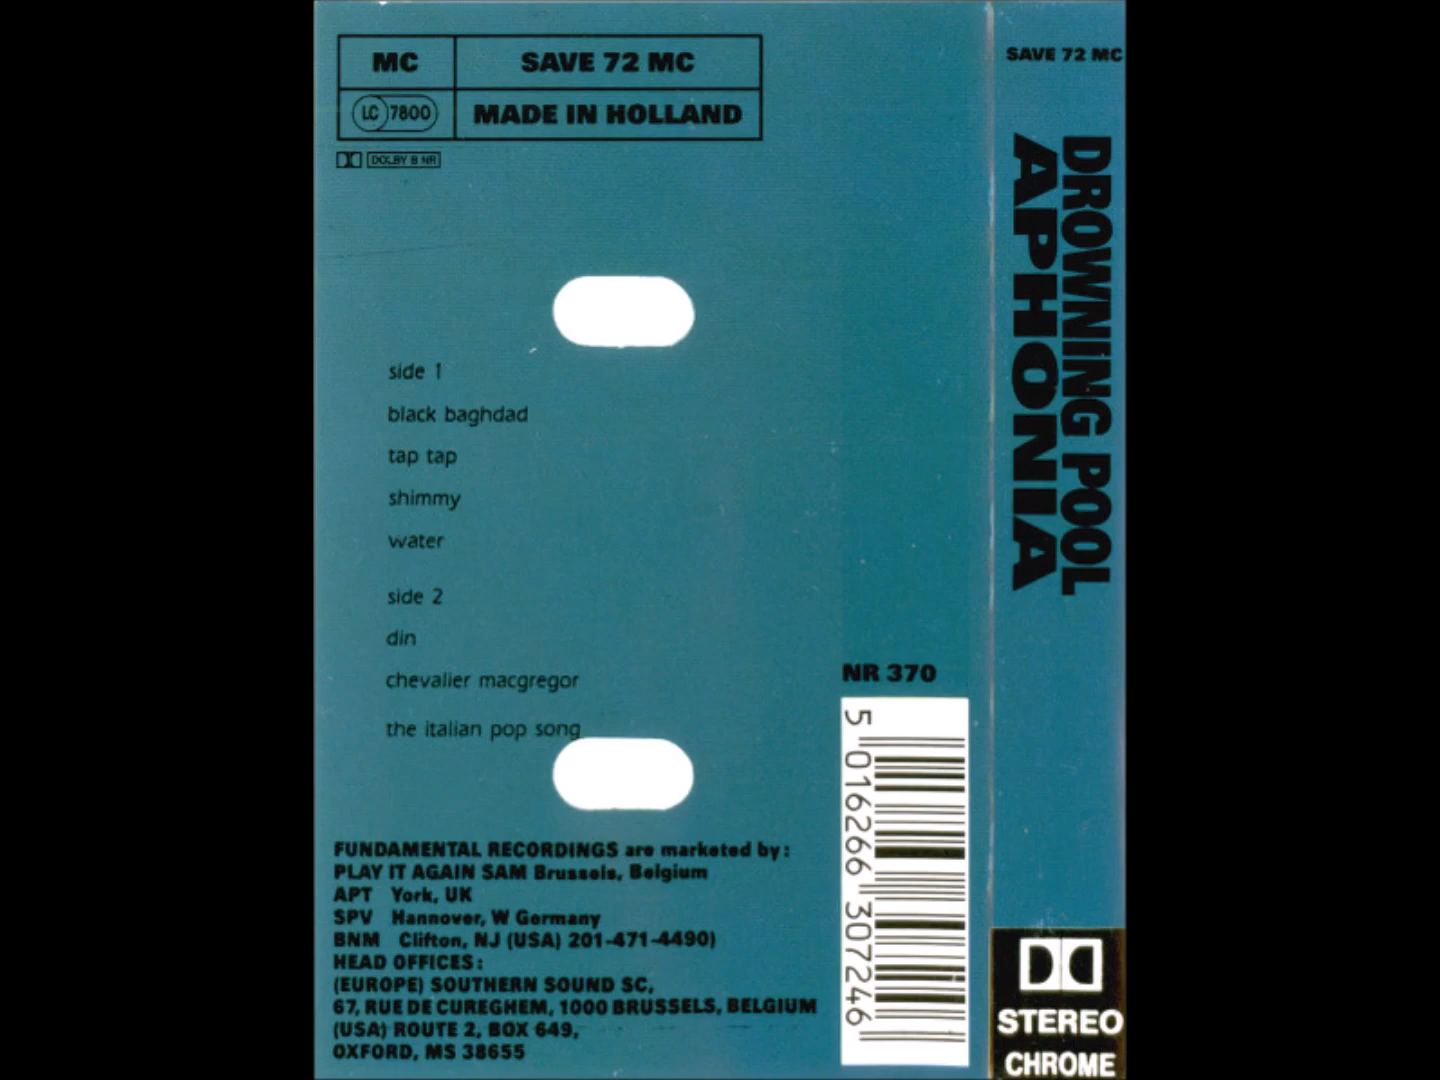 MC
SAVE 72 MC
LC 7800
MADE IN HOLLAND
DOLBY B NR
side 1
black baghdad
tap tap
shimmy
water
side 2
din
chevalier macgregor
the italian pop song
FUNDAMENTAL RECORDINGS are marketed by:
PLAY IT AGAIN SAM Brussels, Belgium
APT York, UK
SPV Hannover, W Germany
BNM Clifton, NJ (USA) 201-471-4490)
HEAD OFFICES:
(EUROPE) SOUTHERN SOUND SC,
67, RUE DE CUREGHEM, 1000 BRUSSELS, BELGIUM
(USA) ROUTE 2, BOX 649,
OXFORD, MS 38655
NR 370
5 016266 307246
SAVE 72 MC
DROWNING POOL
APHONIA
STEREO
CHROME